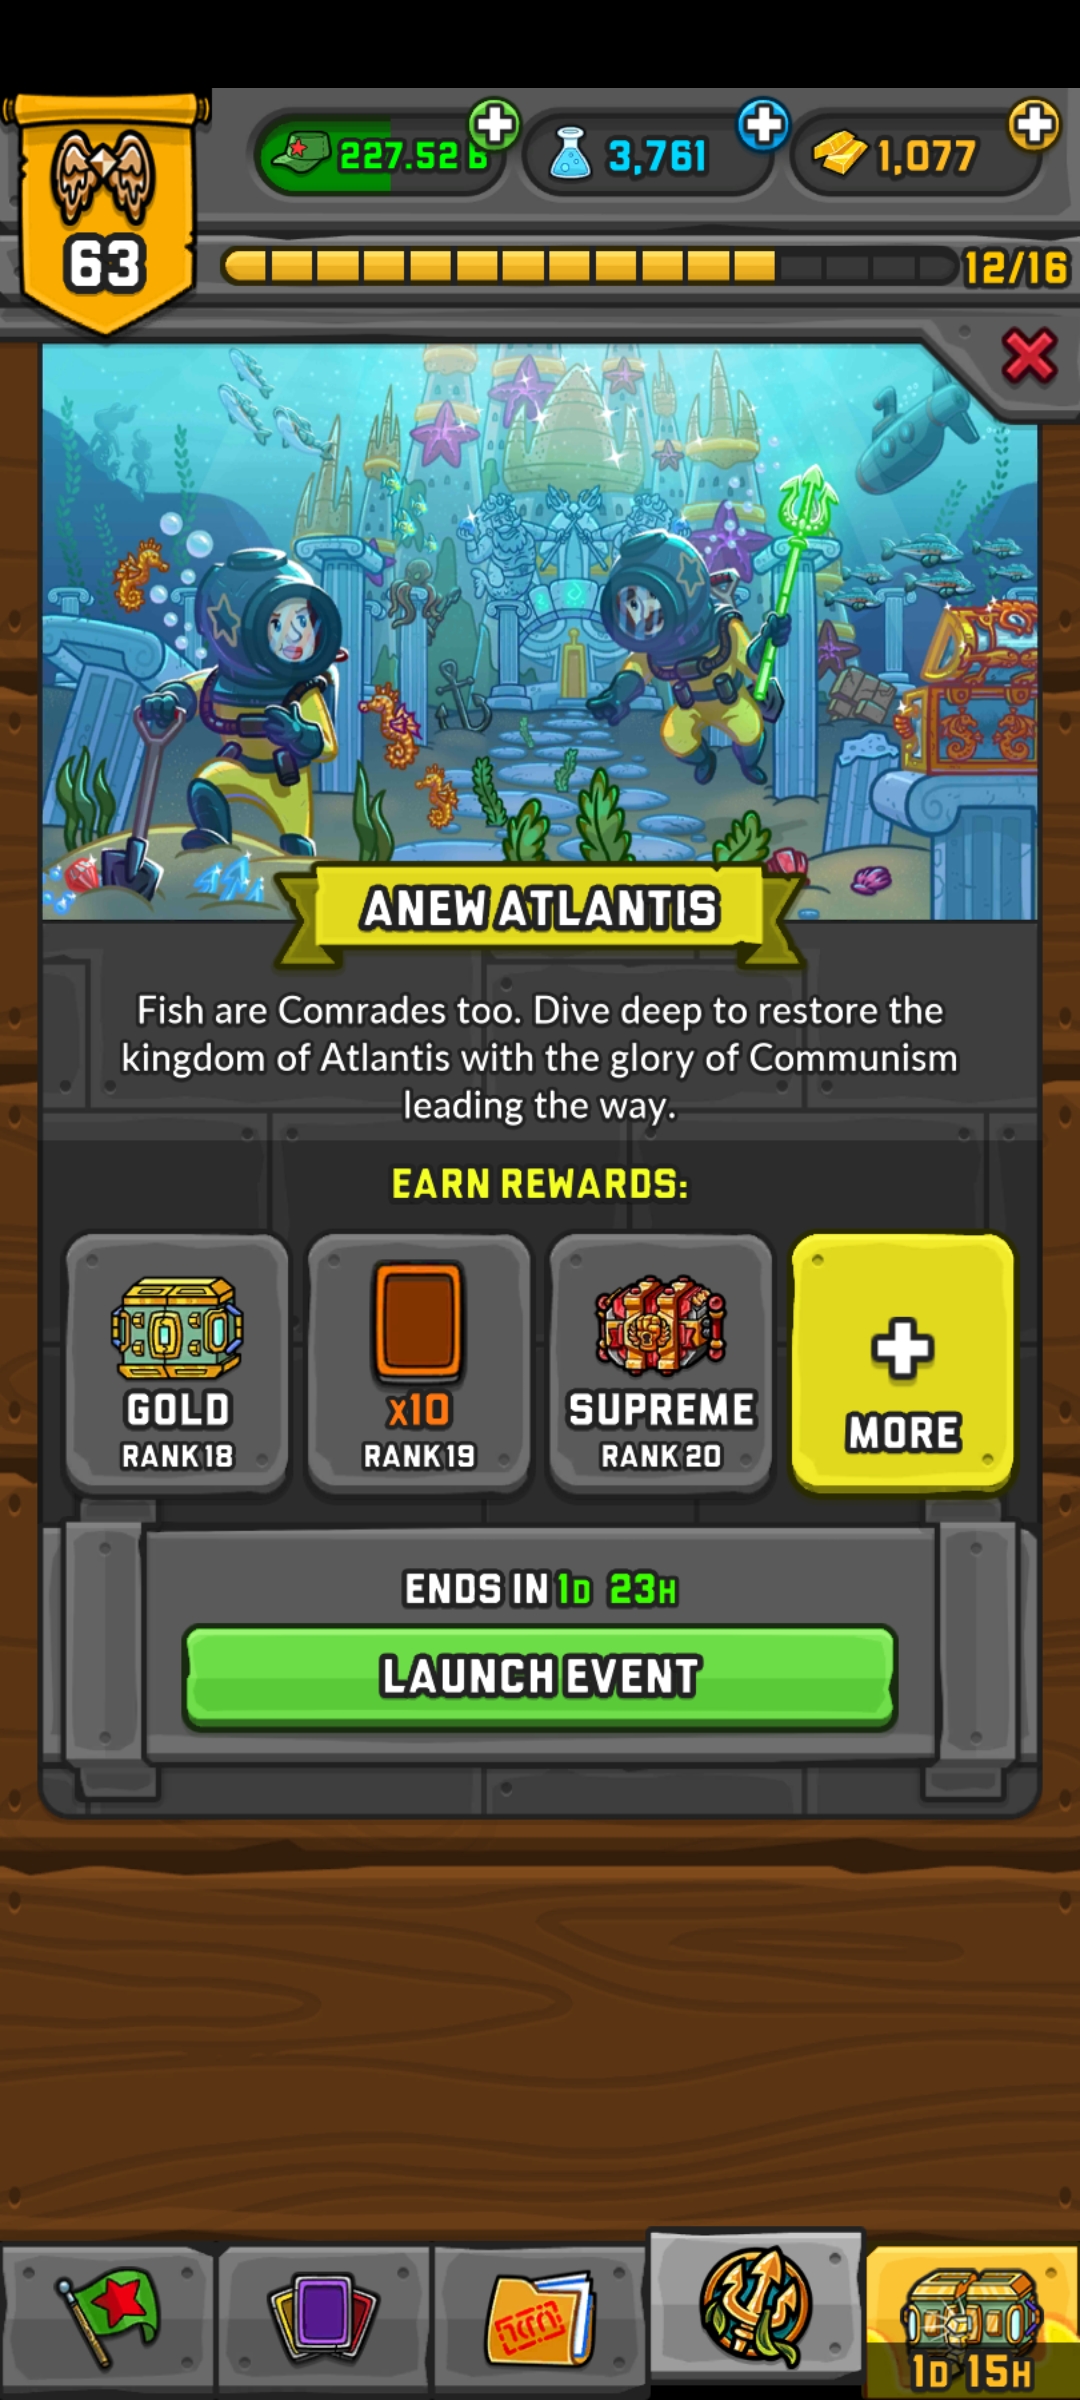 227.52 B
3,761
1,077
63
12/16
ANEW ATLANTIS
Fish are Comrades too. Dive deep to restore the
kingdom of Atlantis with the glory of Communism
leading the way.
EARN REWARDS:
GOLD
RANK 18
x10
RANK 19
SUPREME
RANK 20
MORE
ENDS IN 1D 23H
LAUNCH EVENT
1D 15H